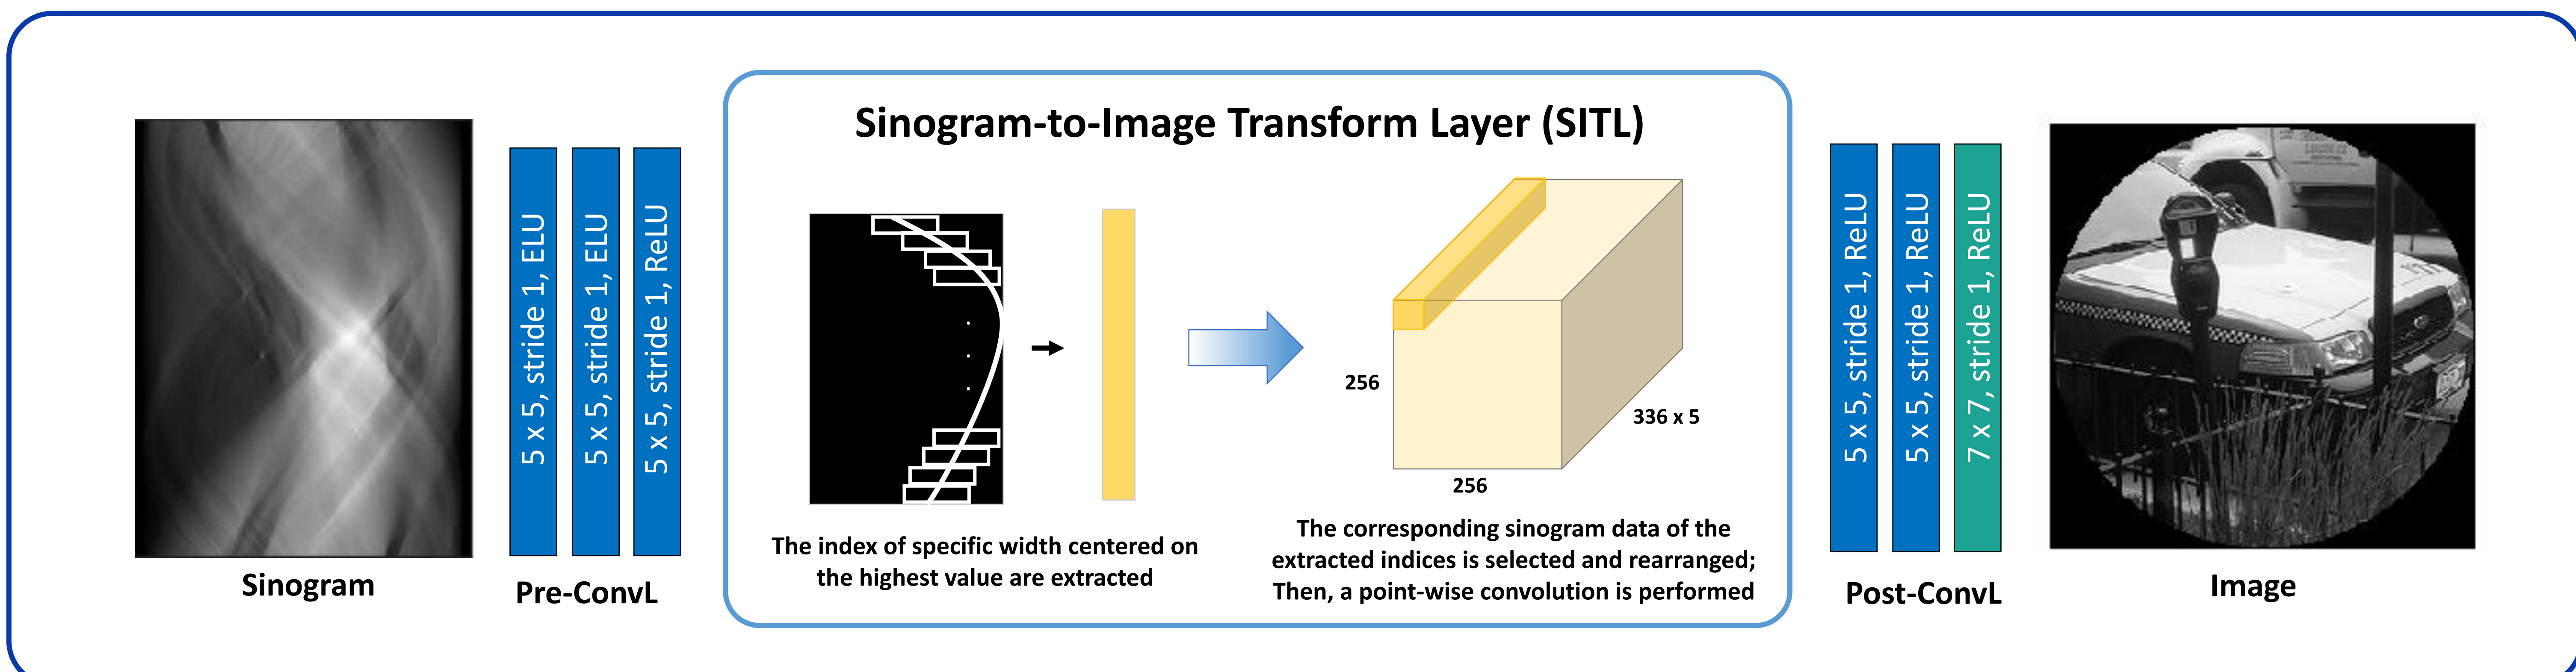 Sinogram-to-Image Transform Layer (SITL)
5 x 5, stride 1, ELU
5 x 5, stride 1, ELU
5 x 5, stride 1, ReLU
256
336 x 5
256
The index of specific width centered on
the highest value are extracted
The corresponding sinogram data of the
extracted indices is selected and rearranged;
Then, a point-wise convolution is performed
5 x 5, stride 1, ReLU
5 x 5, stride 1, ReLU
7 x 7, stride 1, ReLU
Sinogram
Pre-ConvL
Post-ConvL
Image